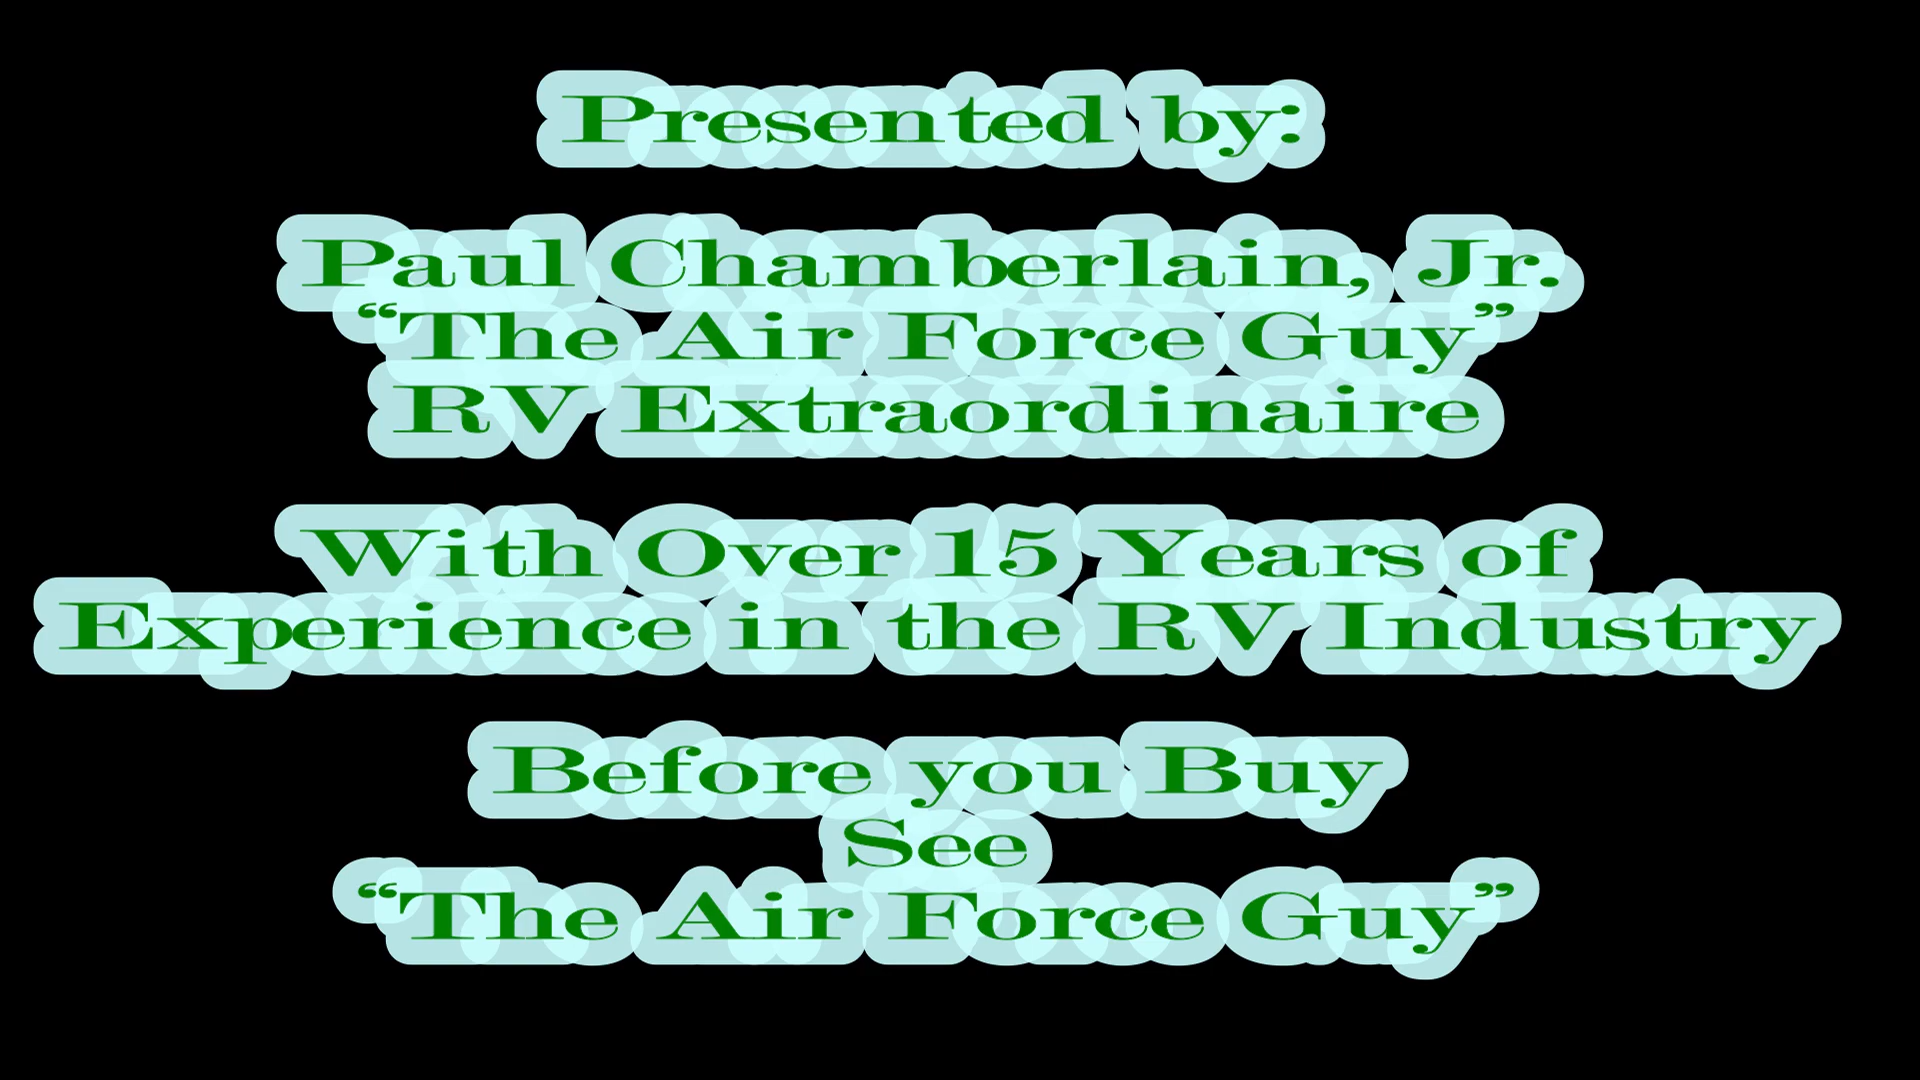 Presented by:
Paul Chamberlain, Jr.
“The Air Force Guy”
RV Extraordinaire
With Over 15 Years of
Experience in the RV Industry
Before you Buy
See
“The Air Force Guy”